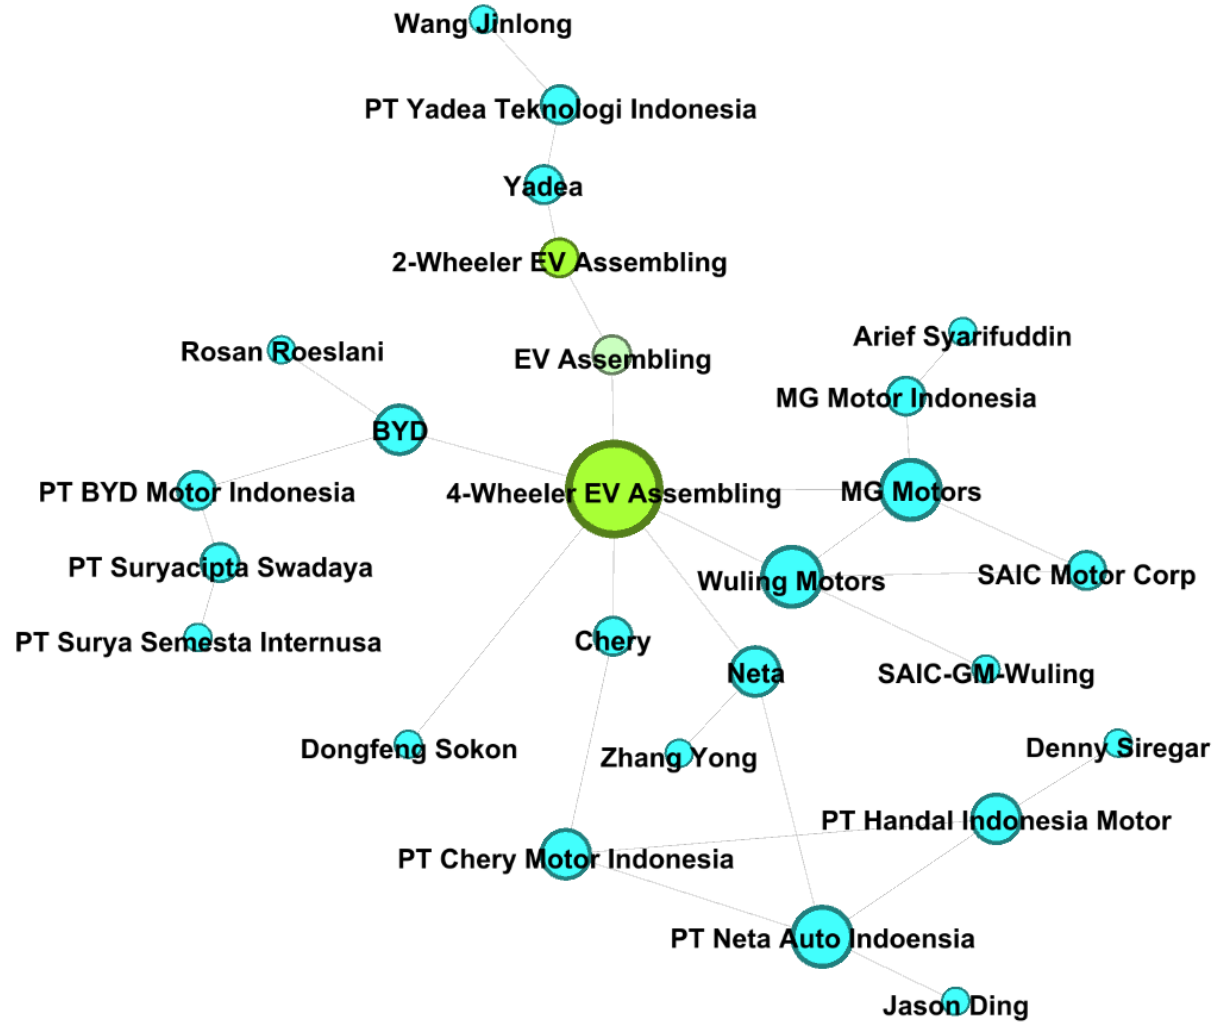 Wang Jinlong
PT Yadea Teknologi Indonesia
Yadea
2-Wheeler EV Assembling
Arief Syarifuddin
Rosan Roeslani
EV Assembling
MG Motor Indonesia
BYD
PT BYD Motor Indonesia
4-Wheeler EV Assembling
MG Motors
PT Suryacipta Swadaya
Wuling Motors
SAIC Motor Corp
PT Surya Semesta Internusa
Chery
Neta
SAIC-GM-Wuling
Dongfeng Sokon
Zhang Yong
Denny Siregar
PT Handal Indonesia Motor
PT Chery Motor Indonesia
PT Neta Auto Indoensia
Jason Ding